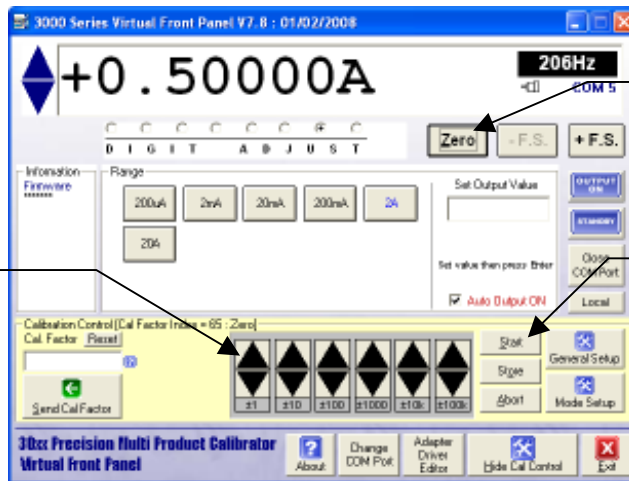 3000 Series Virtual Front Panel V7.8 : 01/02/2008
+0.50000A
206Hz
COM 5
DIGIT ADJUST
Zero
- F.S.
+ F.S.
Information
Firmware
Range
200uA
2mA
20mA
200mA
2A
20A
Set Output Value
Set value then press Enter
Auto Output ON
OUTPUT ON
STANDBY
Close COM Port
Local
Calibration Control [Cal Factor Index = 65 : Zero]
Cal. Factor
Reset
Send Cal Factor
±1
±10
±100
±1000
±10k
±100k
Start
Store
Abort
General Setup
Mode Setup
30xx Precision Multi Product Calibrator
Virtual Front Panel
About
Change COM Port
Adapter Driver Editor
Hide Cal Control
Exit